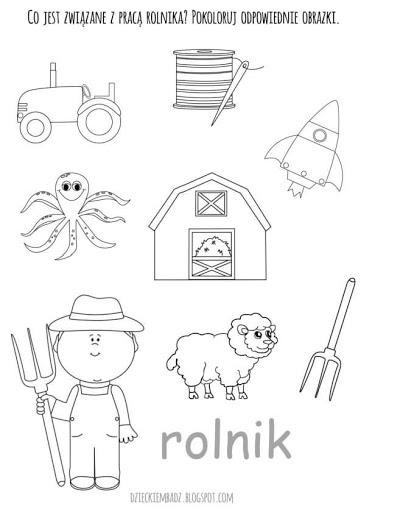 Co jest związane z pracą rolnika? Pokoloruj odpowiednie obrazki.
rolnik
dzieckiembadz.blogspot.com